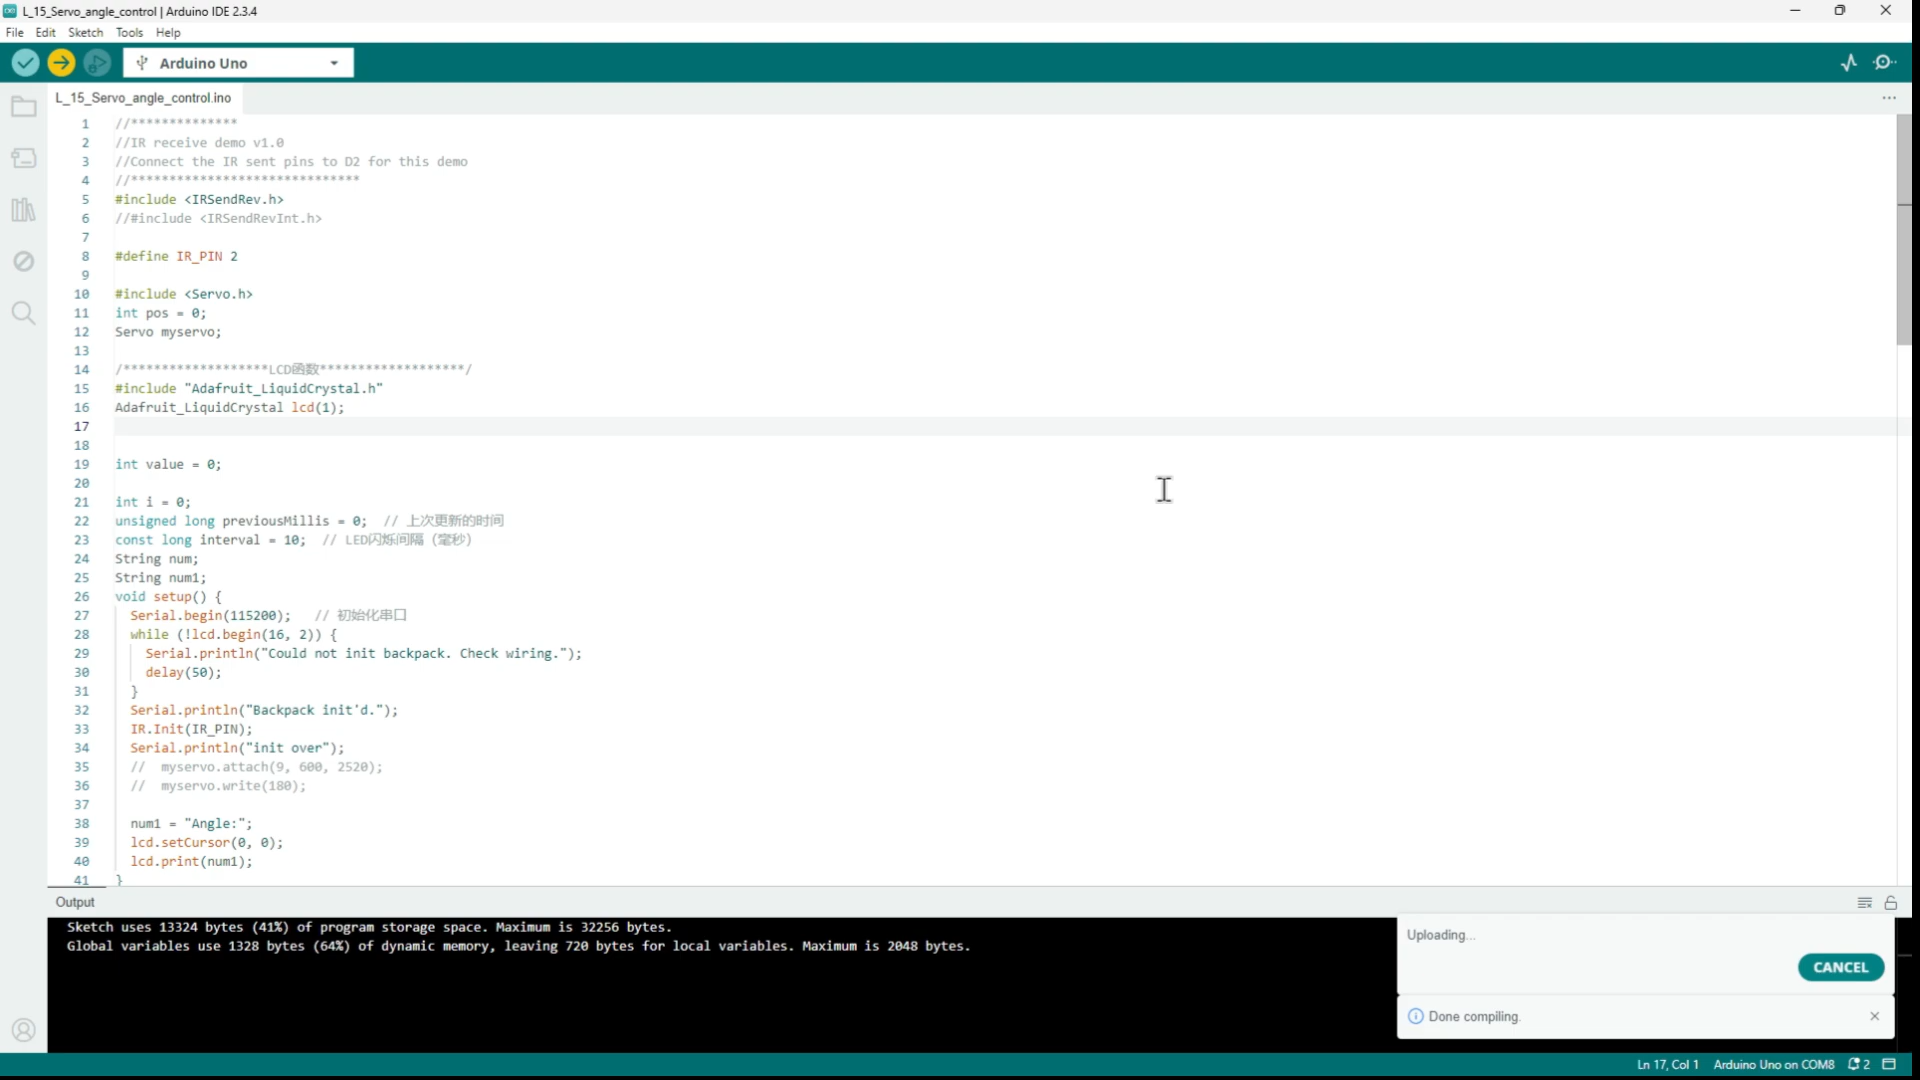 L_15_Servo_angle_control | Arduino IDE 2.3.4
File Edit Sketch Tools Help
Arduino Uno
L_15_Servo_angle_control.ino
1 //**************
2 //IR receive demo v1.0
3 //Connect the IR sent pins to D2 for this demo
4 //******************************
5 #include <IRSendRev.h>
6 //#include <IRSendRevInt.h>
7
8 #define IR_PIN 2
9
10 #include <Servo.h>
11 int pos = 0;
12 Servo myservo;
13
14 /*******************LCD函数*******************/
15 #include "Adafruit_LiquidCrystal.h"
16 Adafruit_LiquidCrystal lcd(1);
17
18
19 int value = 0;
20
21 int i = 0;
22 unsigned long previousMillis = 0;  // 上次更新的时间
23 const long interval = 10;  // LED闪烁间隔（毫秒）
24 String num;
25 String num1;
26 void setup() {
27 Serial.begin(115200);   // 初始化串口
28 while (!lcd.begin(16, 2)) {
29 Serial.println("Could not init backpack. Check wiring.");
30 delay(50);
31 }
32 Serial.println("Backpack init'd.");
33 IR.Init(IR_PIN);
34 Serial.println("init over");
35 //  myservo.attach(9, 600, 2520);
36 //  myservo.write(180);
37
38 num1 = "Angle:";
39 lcd.setCursor(0, 0);
40 lcd.print(num1);
41 }
Output
Sketch uses 13324 bytes (41%) of program storage space. Maximum is 32256 bytes.
Global variables use 1328 bytes (64%) of dynamic memory, leaving 720 bytes for local variables. Maximum is 2048 bytes.
Uploading...
CANCEL
Done compiling.
Ln 17, Col 1 Arduino Uno on COM8 2